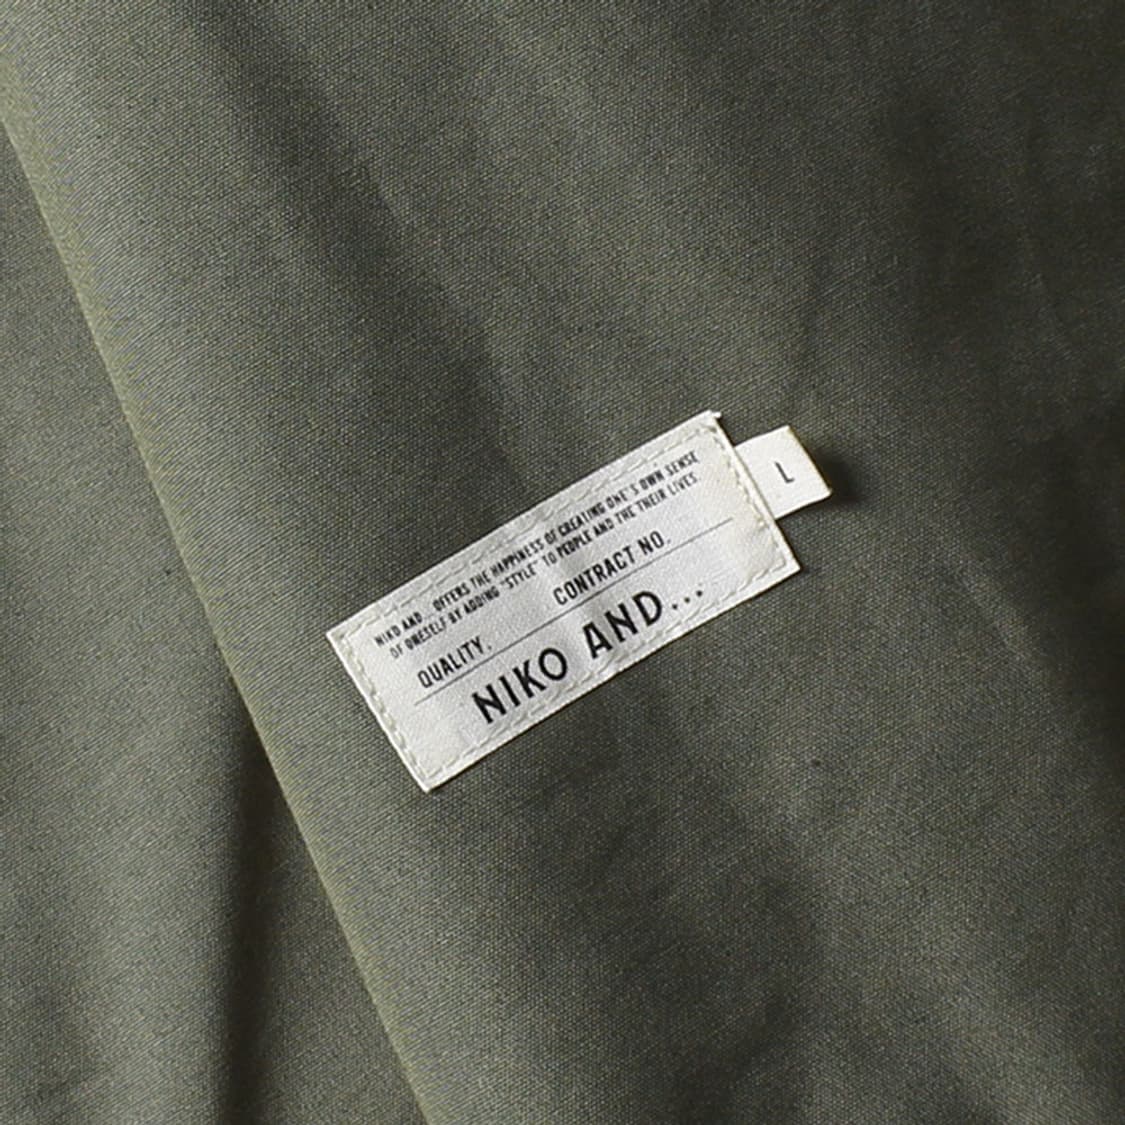 NIKO AND... OFFERS THE HAPPINESS OF CREATING ONE'S OWN SENSE
OF ONESELF BY ADDING "STYLE" TO PEOPLE AND THE THEIR LIVES.
QUALITY. CONTRACT NO.
NIKO AND...
L